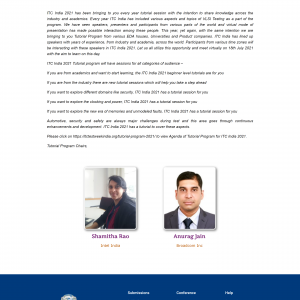 ITC India 2021 has been bringing to you every year tutorial session with the intention to share knowledge across the
industry and academia. Every year ITC India has included various aspects and topics of VLSI Testing as a part of the
program. We have seen speakers, presenters and participants from various parts of the world and virtual mode of
presentation has made possible interaction among these people. This year, yet again, with the same intention we are
bringing to you Tutorial Program from various EDA houses, Universities and Product companies. ITC India has lined up
speakers with years of experience, from industry and academia, across the world. Participants from various time zones will
be interacting with these speakers in ITC India 2021. Let us all utilize the opportunity and meet virtually on 18th July 2021
with the aim to learn on this day.
ITC India 2021 Tutorial program will have sessions for all categories of audience –
If you are from academics and want to start learning, the ITC India 2021 beginner level tutorials are for you
If you are from the industry there are new tutorial sessions which will help you take a step ahead
If you want to explore different domains like security, ITC India 2021 has a tutorial session for you
If you want to explore the cloning and power, ITC India 2021 has a tutorial session for you.
If you want to explore the new era of memories and unmodeled faults, ITC India 2021 has a tutorial session for you.
Automotive, security and safety are always major challenges during test and this area goes through continuous
enhancements and development. ITC India 2021 has a tutorial to cover these aspects
Please click on https://itctestweekindia.org/tutorial-program-2021/ to view Agenda of Tutorial Program for ITC India 2021.
Tutorial Program Chairs,
Shamitha Rao
Intel India
Anurag Jain
Broadcom Inc
Submissions
Conference
Help